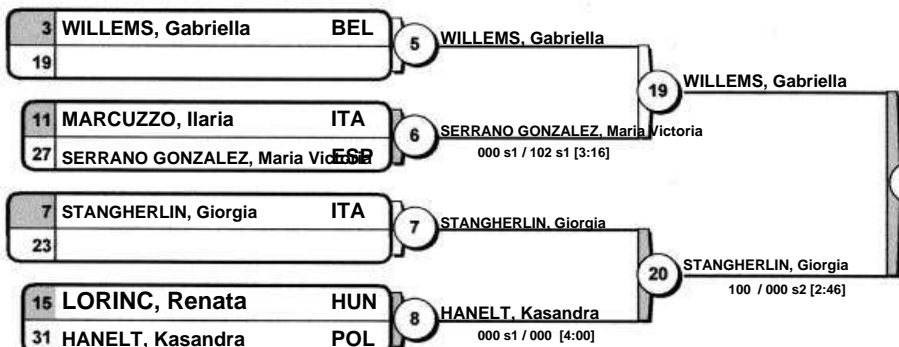 3 WILLEMS, Gabriella BEL
19
5
WILLEMS, Gabriella
11 MARCUZZO, Ilaria ITA
27 SERRANO GONZALEZ, Maria Victoria ESP
6
SERRANO GONZALEZ, Maria Victoria
000 s1 / 102 s1 [3:16]
19
WILLEMS, Gabriella
7 STANGHERLIN, Giorgia ITA
23
7
STANGHERLIN, Giorgia
15 LORINC, Renata HUN
31 HANELT, Kasandra POL
8
HANELT, Kasandra
000 s1 / 000 [4:00]
20
STANGHERLIN, Giorgia
100 / 000 s2 [2:46]